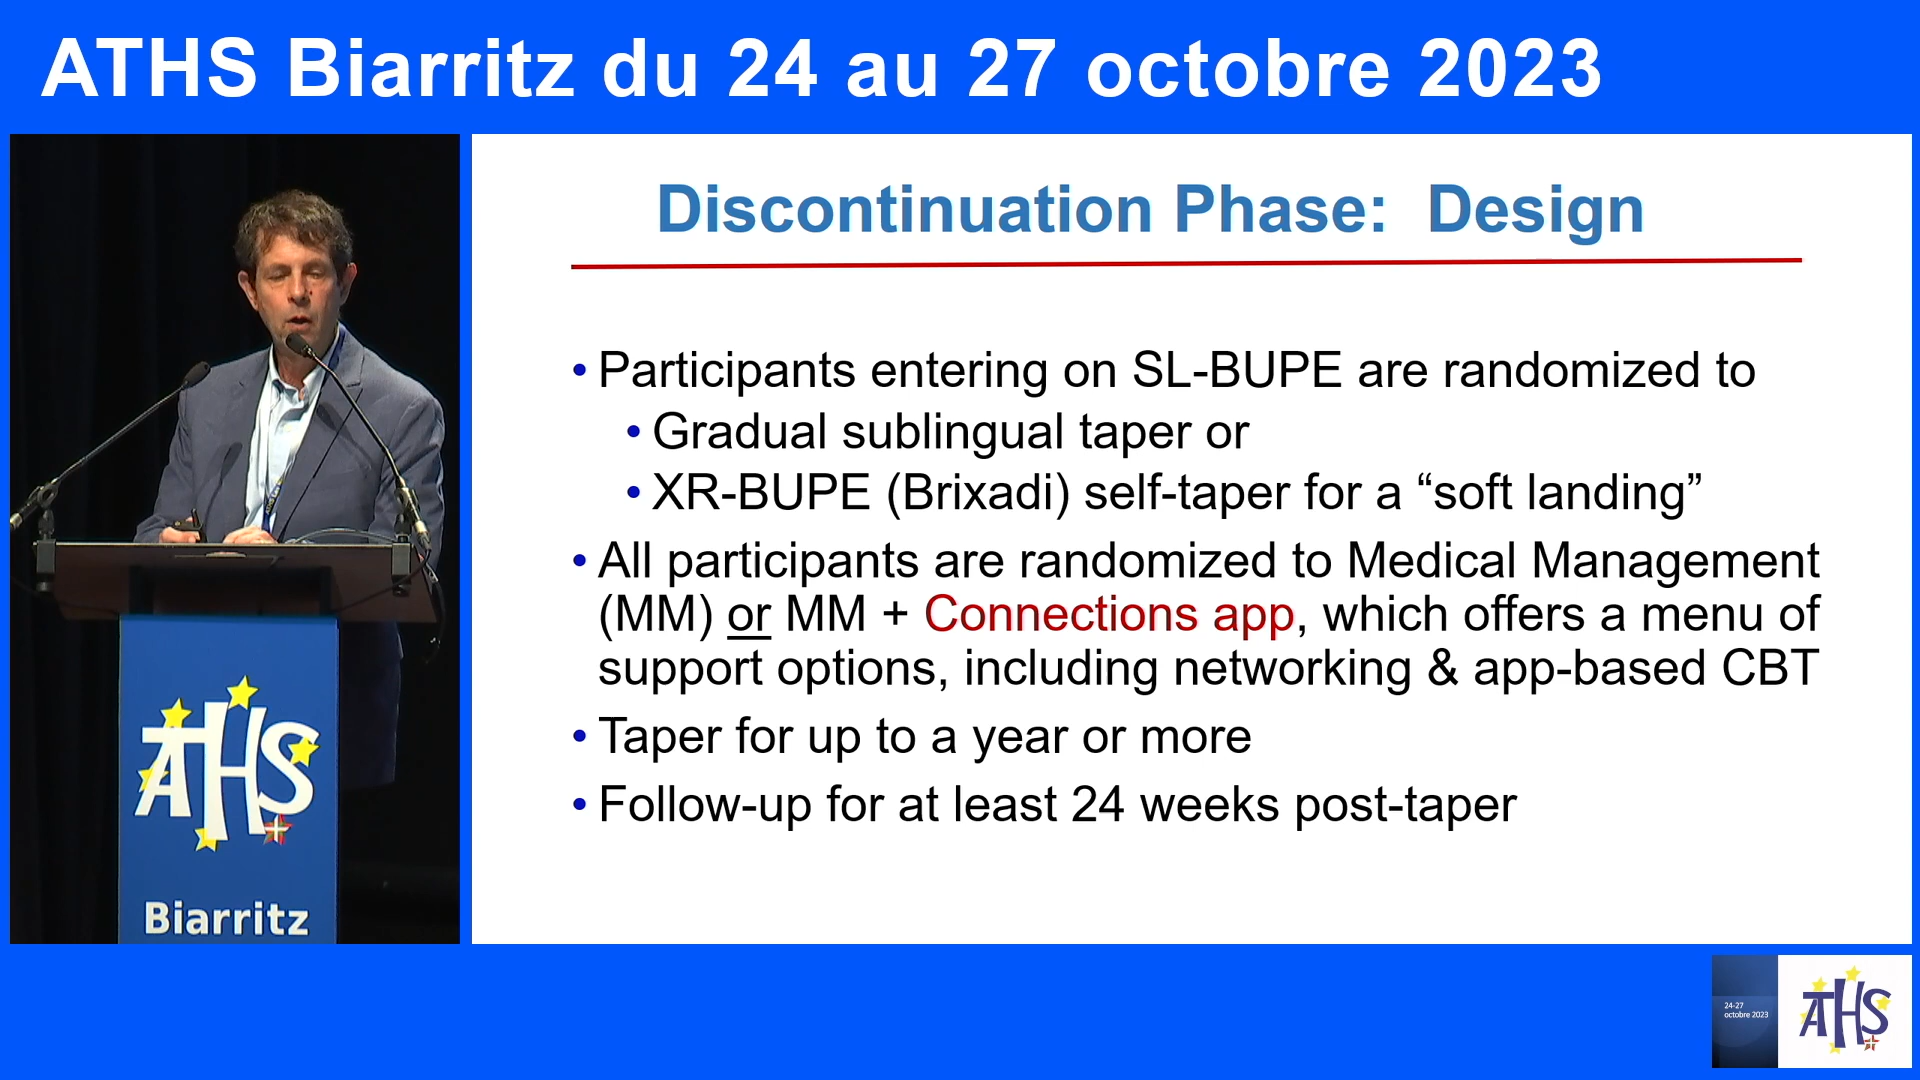 ATHS Biarritz du 24 au 27 octobre 2023
Discontinuation Phase: Design
• Participants entering on SL-BUPE are randomized to
• Gradual sublingual taper or
• XR-BUPE (Brixadi) self-taper for a “soft landing”
• All participants are randomized to Medical Management
(MM) or MM + Connections app, which offers a menu of
support options, including networking & app-based CBT
• Taper for up to a year or more
• Follow-up for at least 24 weeks post-taper
ATHS
Biarritz
24-27
octobre 2023
ATHS